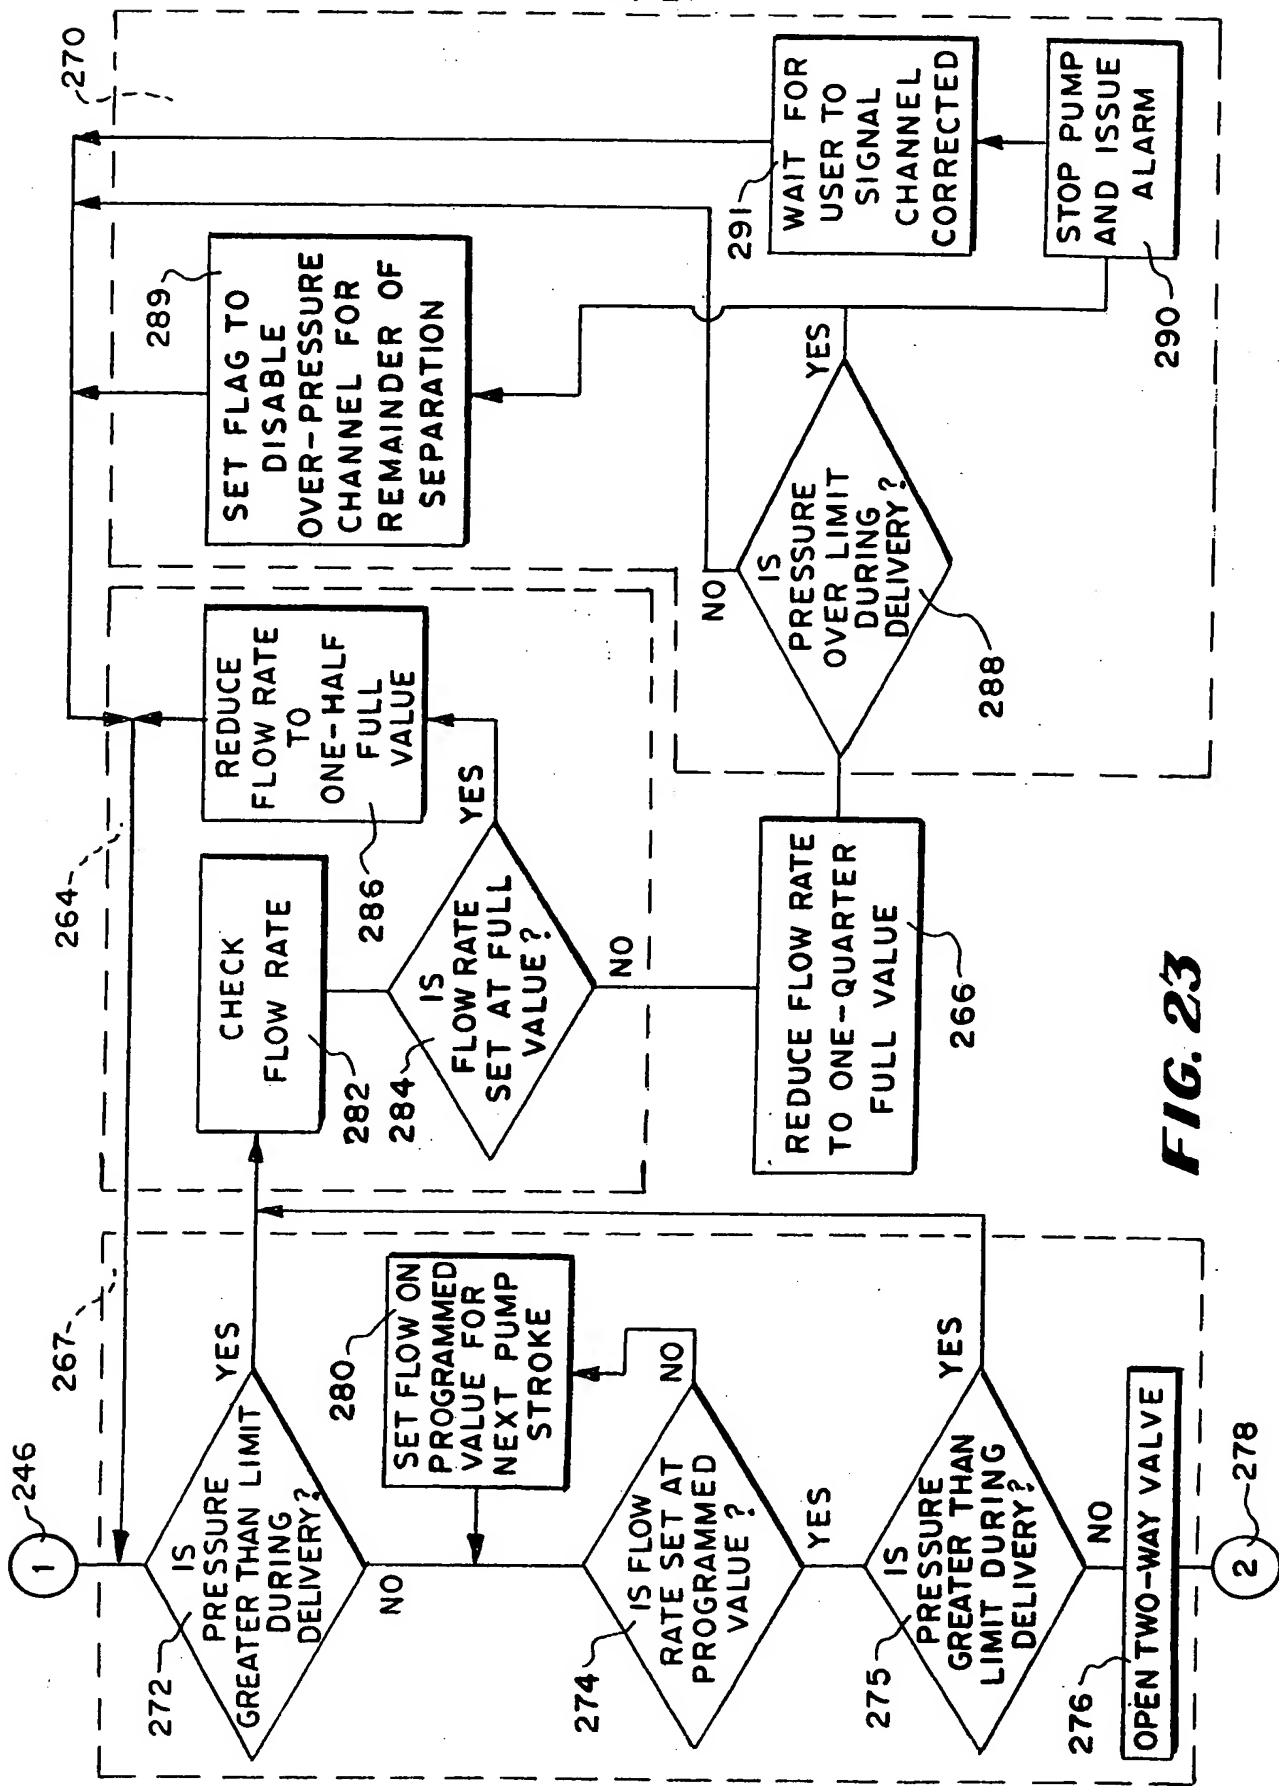 1
246
267
264
270
272
IS
PRESSURE
GREATER THAN LIMIT
DURING
DELIVERY?
YES
NO
280
SET FLOW ON
PROGRAMMED
VALUE FOR
NEXT PUMP
STROKE
274
IS FLOW
RATE SET AT
PROGRAMMED
VALUE?
NO
YES
275
IS
PRESSURE
GREATER THAN
LIMIT DURING
DELIVERY?
YES
NO
276
OPEN TWO-WAY VALVE
2
278
CHECK
FLOW RATE
282
284
IS
FLOW RATE
SET AT FULL
VALUE?
YES
NO
REDUCE
FLOW RATE
TO
ONE-HALF
FULL
VALUE
286
REDUCE FLOW RATE
TO ONE-QUARTER
FULL VALUE
266
289
SET FLAG TO
DISABLE
OVER-PRESSURE
CHANNEL FOR
REMAINDER OF
SEPARATION
NO
IS
PRESSURE
OVER LIMIT
DURING
DELIVERY?
YES
288
291
WAIT FOR
USER TO
SIGNAL
CHANNEL
CORRECTED
STOP PUMP
AND ISSUE
ALARM
290
FIG. 23